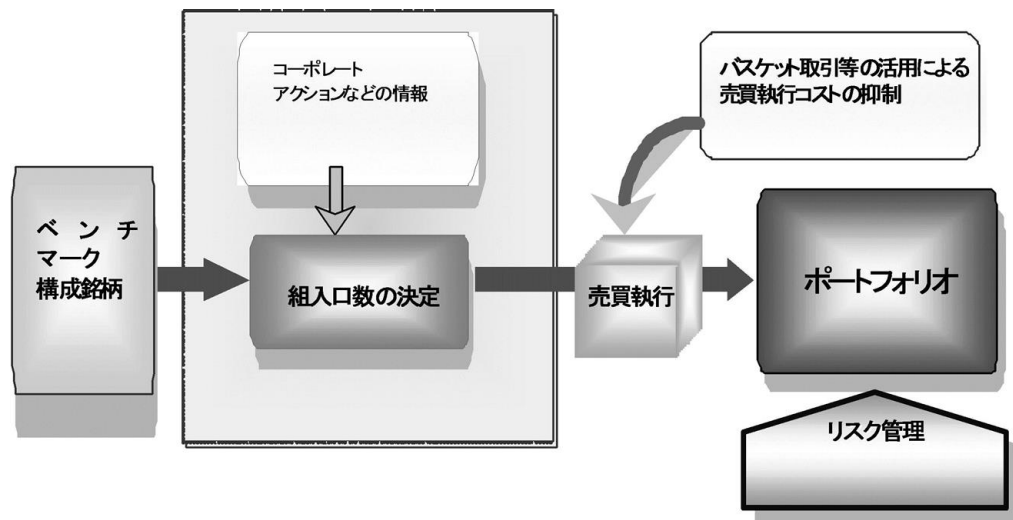 コーポレート
アクションなどの情報
バスケット取引等の活用による
売買執行コストの抑制
ベンチ
マーク
構成銘柄
組入口数の決定
売買執行
ポートフォリオ
リスク管理